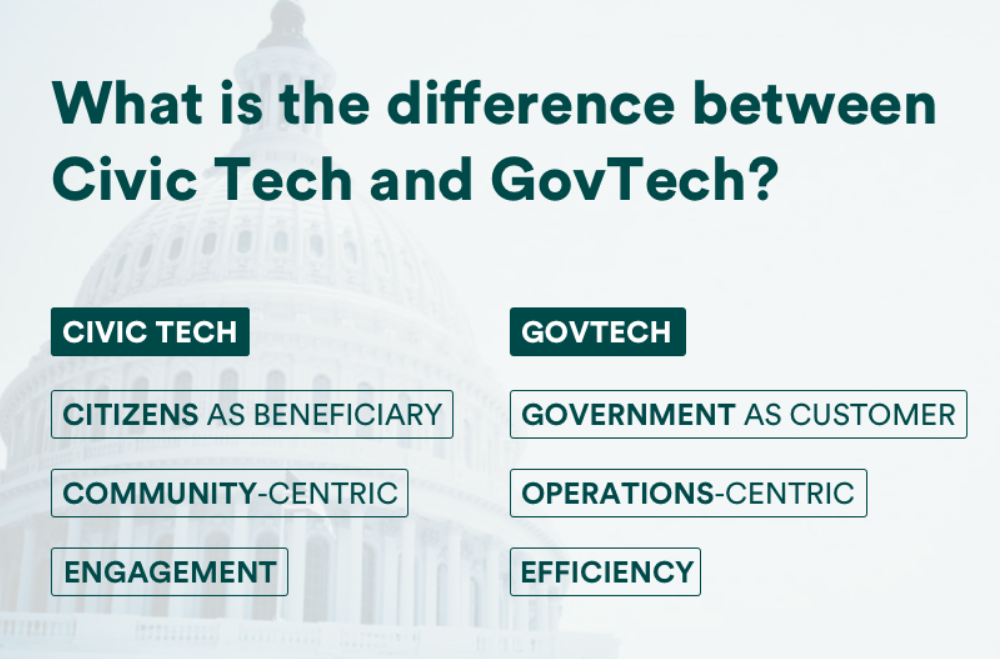 What is the difference between
Civic Tech and GovTech?
CIVIC TECH
CITIZENS AS BENEFICIARY
COMMUNITY-CENTRIC
ENGAGEMENT
GOVTECH
GOVERNMENT AS CUSTOMER
OPERATIONS-CENTRIC
EFFICIENCY